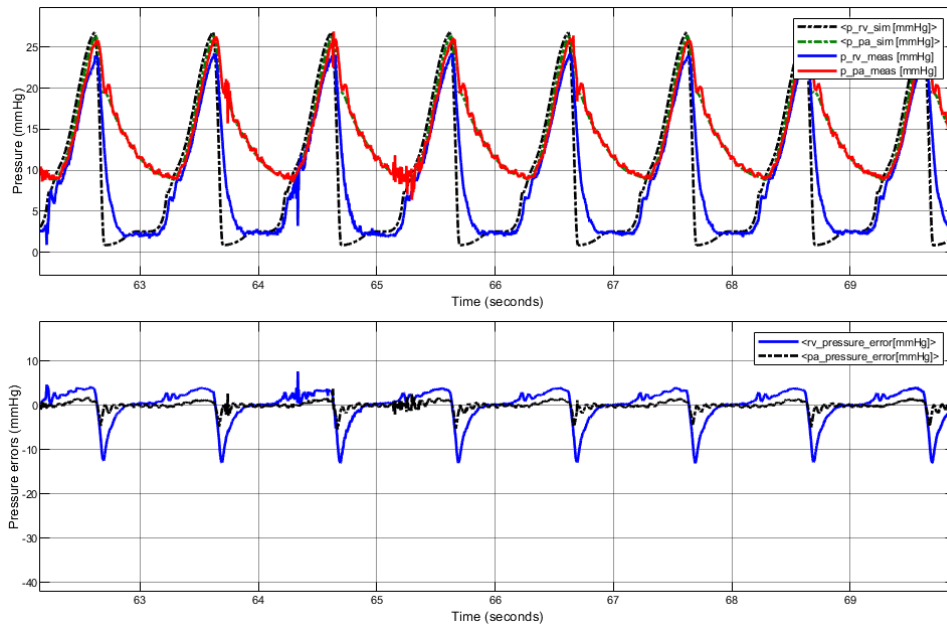 <p_rv_sim [mmHg]>
<p_pa_sim [mmHg]>
p_rv_meas [mmHg]
p_pa_meas [mmHg]
25
20
15
10
5
0
Pressure (mmHg)
63
64
65
66
67
68
69
Time (seconds)
<rv_pressure_error[mmHg]>
<pa_pressure_error[mmHg]>
10
0
-10
-20
-30
-40
Pressure errors (mmHg)
63
64
65
66
67
68
69
Time (seconds)